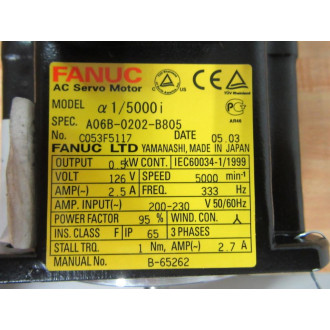 FANUC
AC Servo Motor
MODEL α1/5000i
SPEC. A06B-0202-B805
No. C053F5117 DATE 05.03
FANUC LTD YAMANASHI, MADE IN JAPAN
OUTPUT 0.5kW CONT. IEC60034-1/1999
VOLT 126 V SPEED 5000 min⁻¹
AMP(~) 2.5 A FREQ. 333 Hz
AMP. INPUT(~) 200-230 V 50/60Hz
POWER FACTOR 95 % WIND. CON. 人
INS. CLASS F IP 65 3 PHASES
STALL TRQ. 1 Nm, AMP(~) 2.7 A
MANUAL No. B-65262